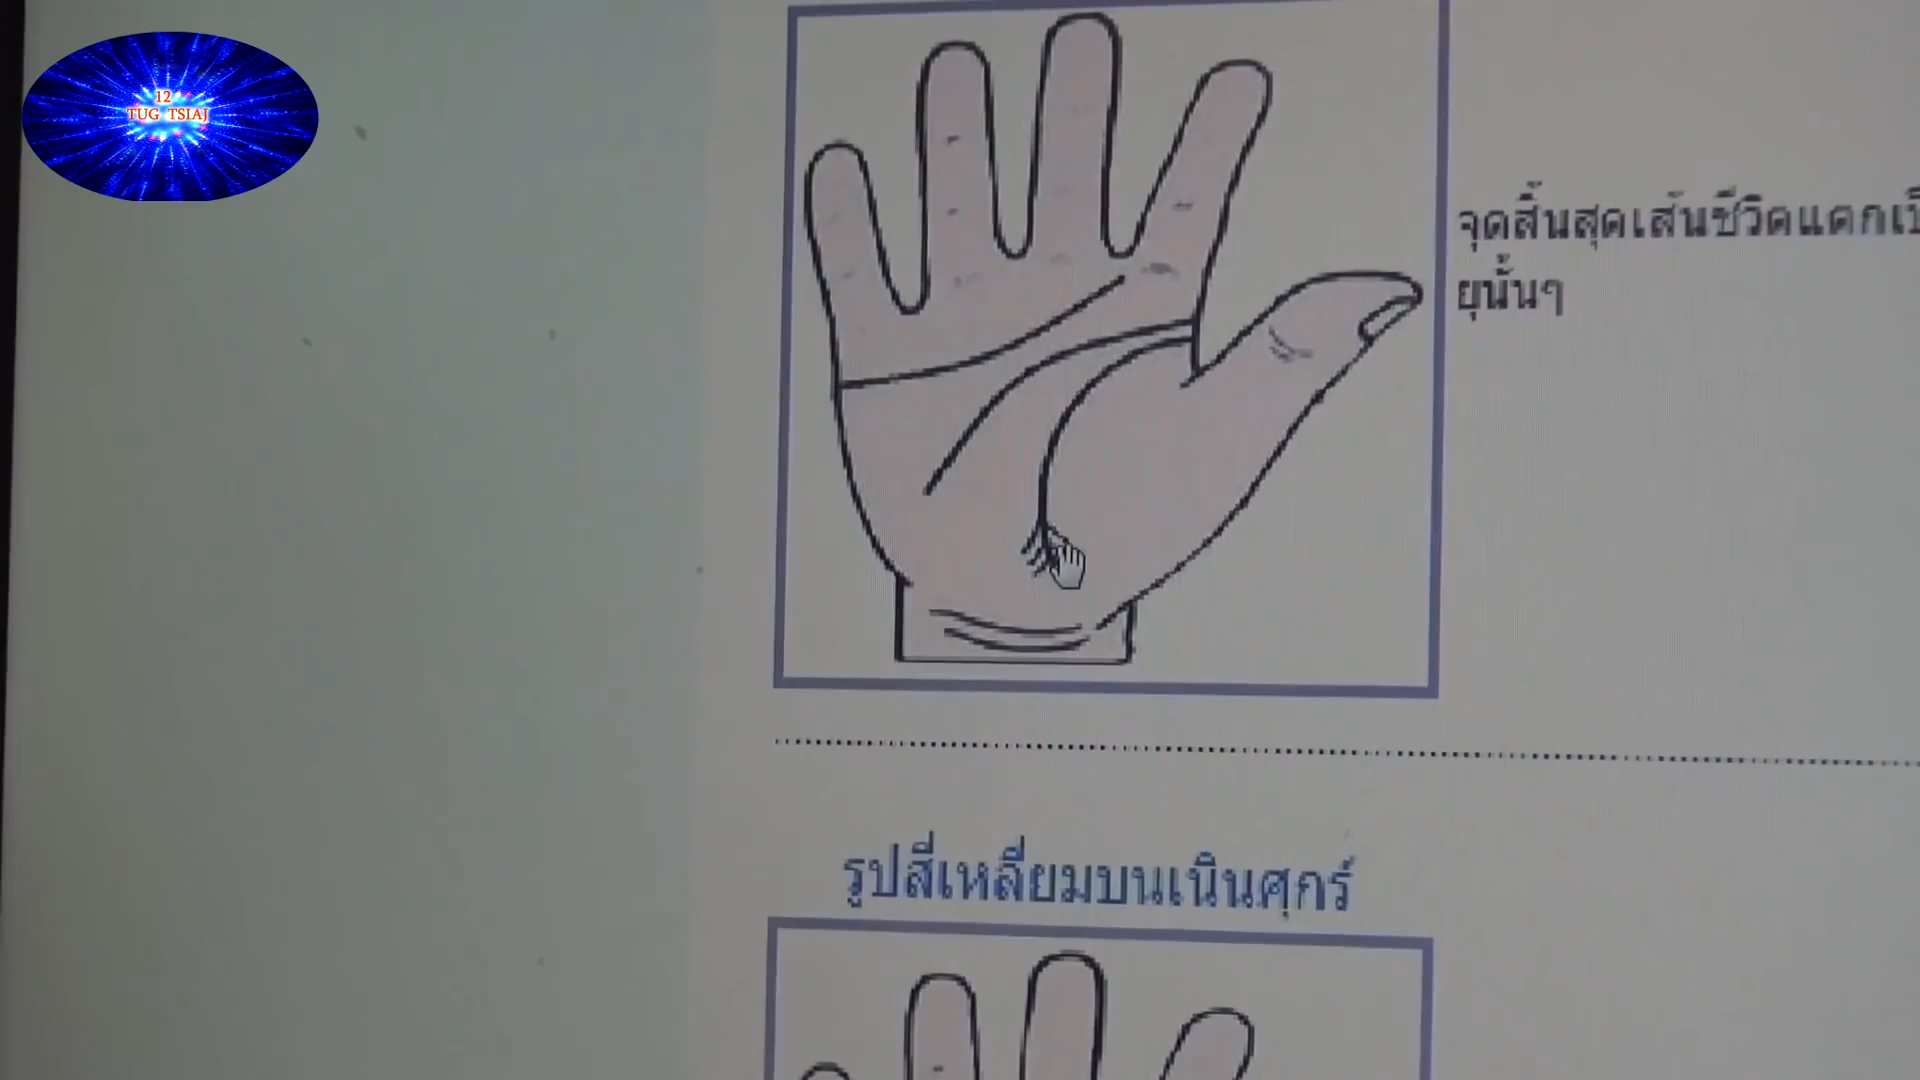 12
TUG TSIAJ
จุดสิ้นสุดเส้นชีวิตแตกเป็
ยุนั้นๆ
รูปสี่เหลี่ยมบนเนินศุกร์